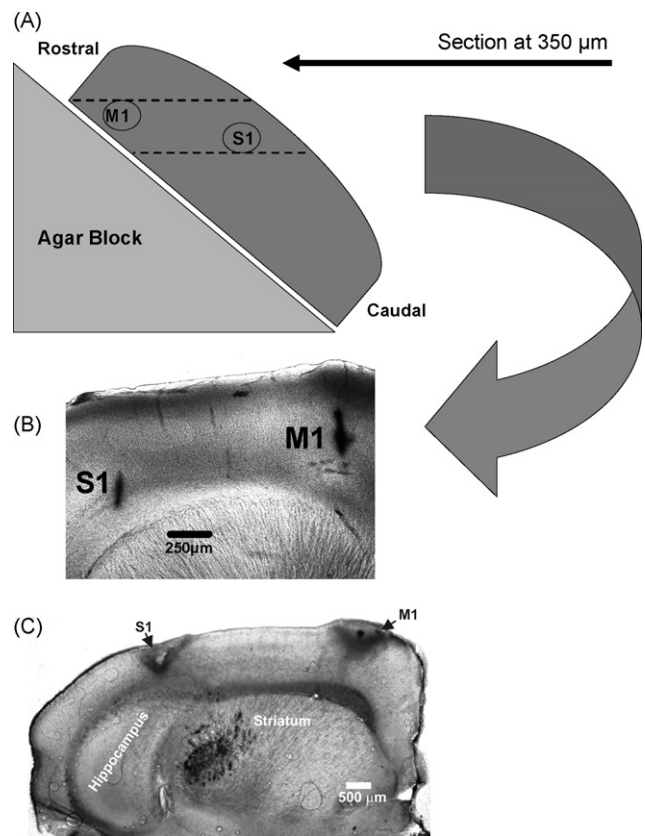 (A)
Rostral
Section at 350 µm
M1
S1
Agar Block
Caudal
(B)
S1
M1
250µm
(C)
S1
M1
Hippocampus
Striatum
500 µm